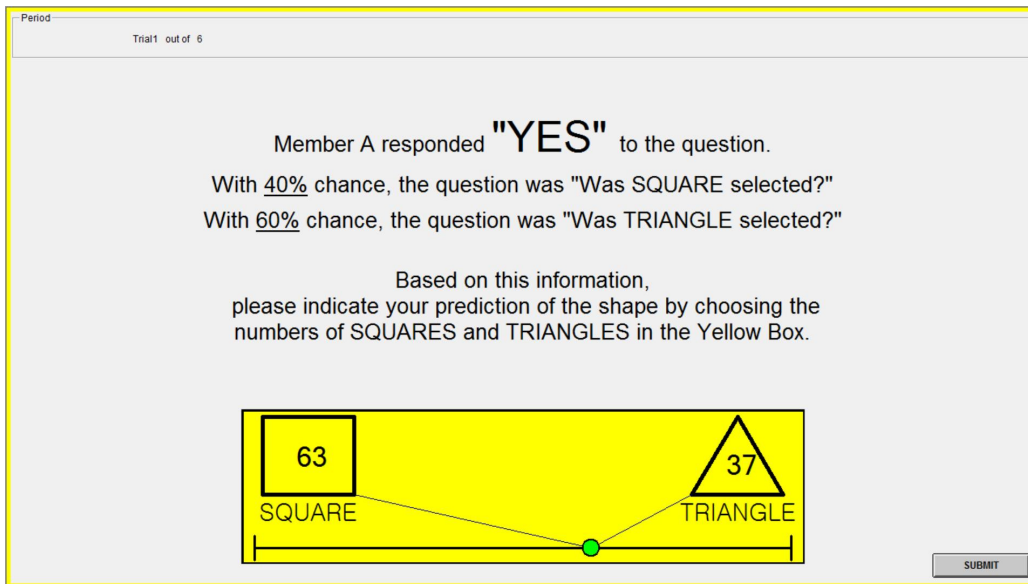 Period
Trial1 out of 6
Member A responded "YES" to the question.
With 40% chance, the question was "Was SQUARE selected?"
With 60% chance, the question was "Was TRIANGLE selected?"
Based on this information,
please indicate your prediction of the shape by choosing the
numbers of SQUARES and TRIANGLES in the Yellow Box.
63 37
SQUARE TRIANGLE
SUBMIT